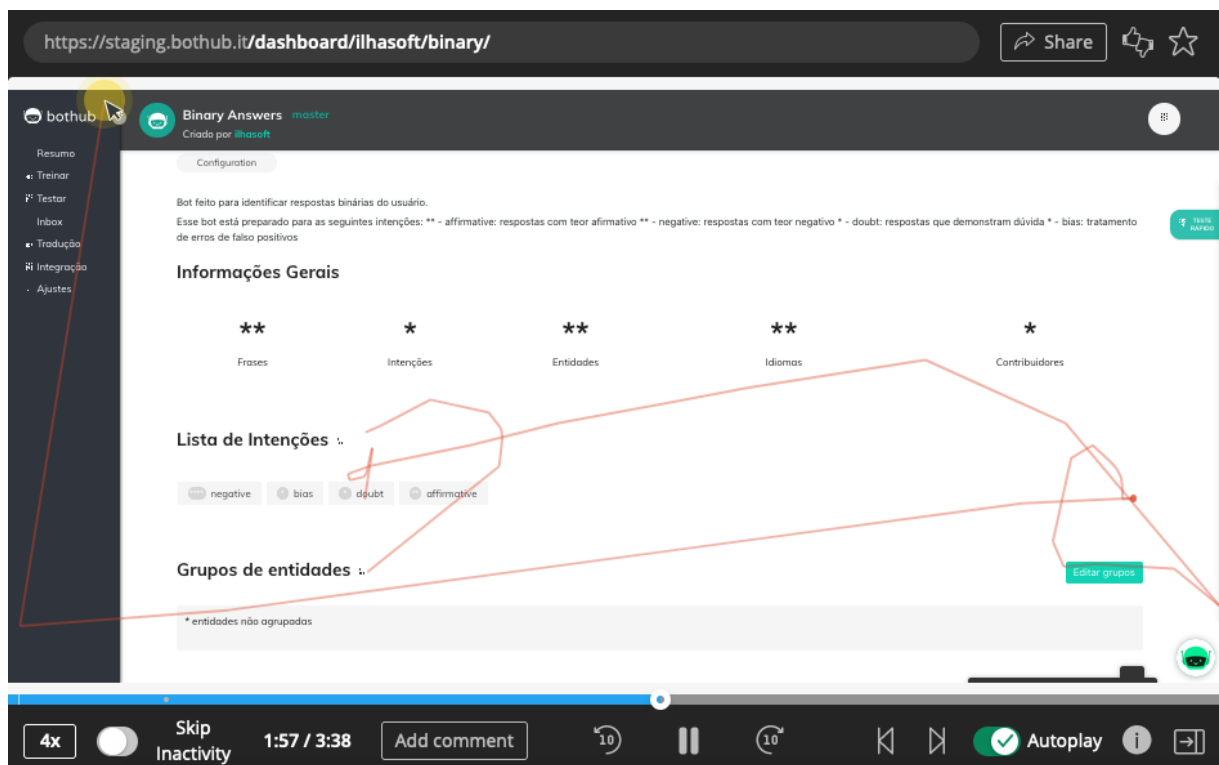 https://staging.bothub.it/dashboard/ilhasoft/binary/
Share
bothub
Binary Answers master
Criado por ilhasoft
Resumo
Treinar
Testar
Inbox
Tradução
Integração
Ajustes
Configuration
Bot feito para identificar respostas binárias do usuário.
Esse bot está preparado para as seguintes intenções: ** - affirmative: respostas com teor afirmativo ** - negative: respostas com teor negativo * - doubt: respostas que demonstram dúvida * - bias: tratamento
de erros de falso positivos
TESTE
RÁPIDO
Informações Gerais
** * ** ** *
Frases Intenções Entidades Idiomas Contribuidores
Lista de Intenções
negative bias doubt affirmative
Grupos de entidades
Editar grupos
* entidades não agrupadas
4x
Skip
Inactivity
1:57 / 3:38
Add comment
10
10
Autoplay